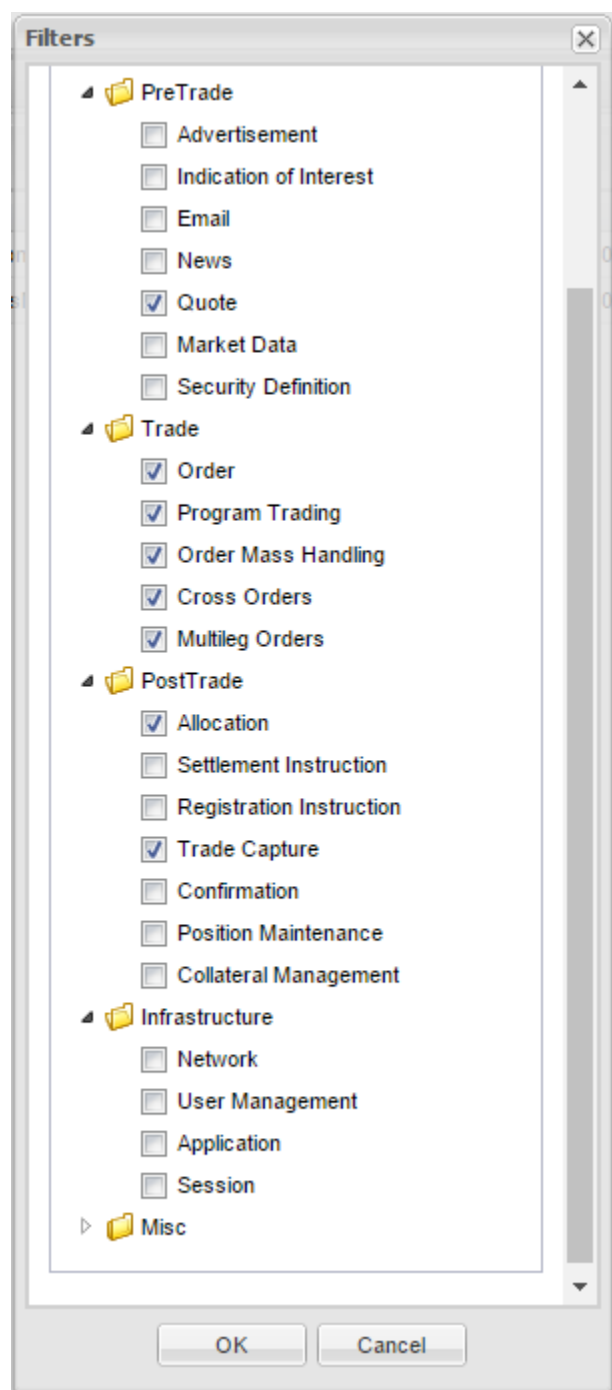 Filters
PreTrade
Advertisement
Indication of Interest
Email
News
Quote
Market Data
Security Definition
Trade
Order
Program Trading
Order Mass Handling
Cross Orders
Multileg Orders
PostTrade
Allocation
Settlement Instruction
Registration Instruction
Trade Capture
Confirmation
Position Maintenance
Collateral Management
Infrastructure
Network
User Management
Application
Session
Misc
OK Cancel